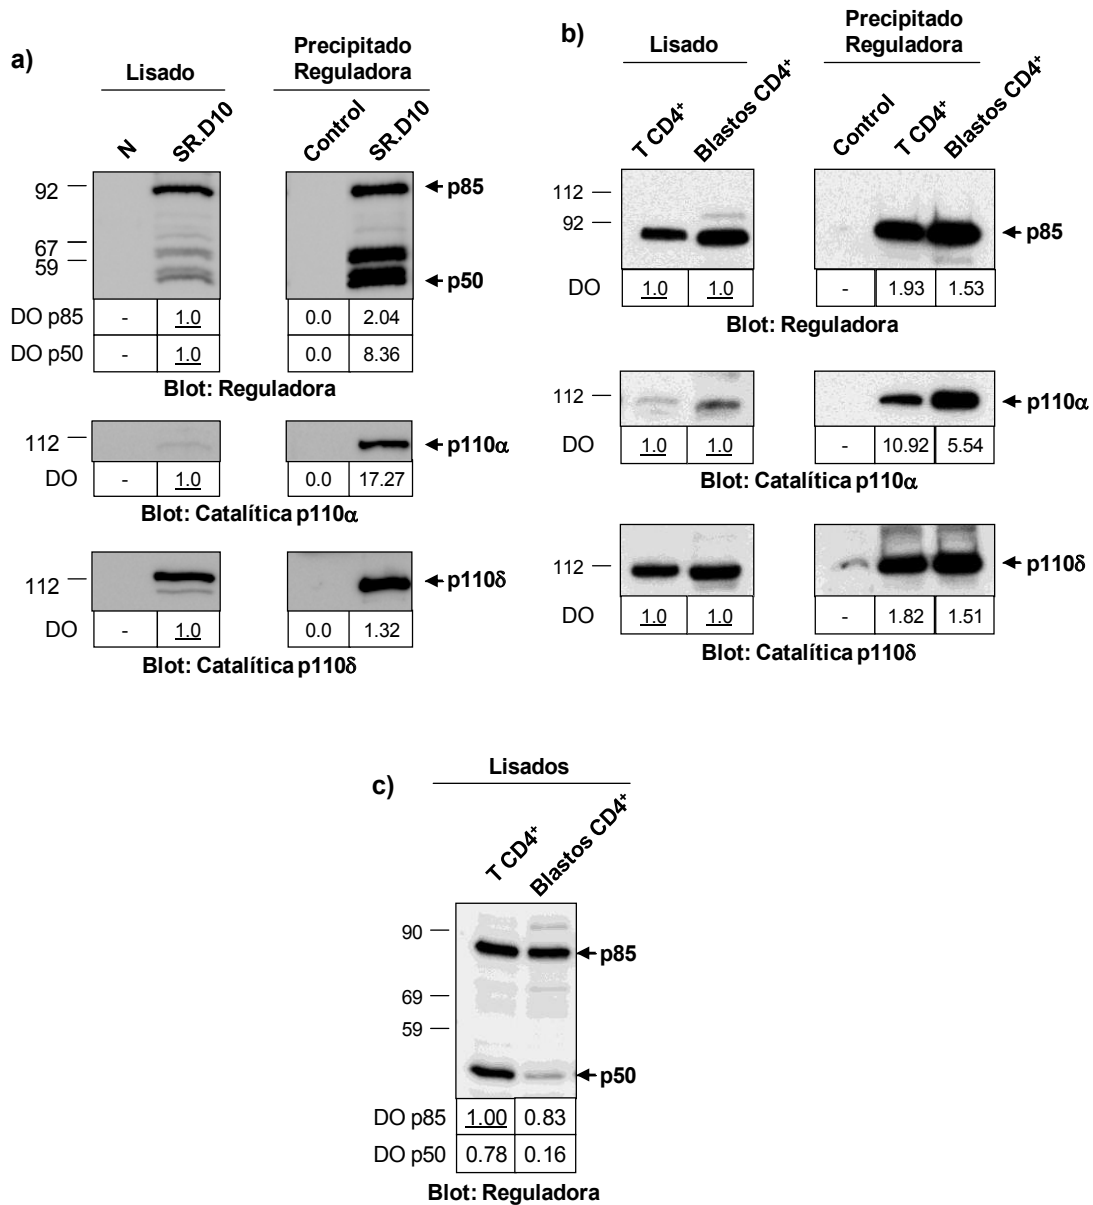 a)
Lisado
Precipitado
Reguladora
N
SR.D10
Control
SR.D10
92
67
59
p85
p50
DO p85 - 1.0 0.0 2.04
DO p50 - 1.0 0.0 8.36
Blot: Reguladora
112
p110α
DO - 1.0 0.0 17.27
Blot: Catalítica p110α
112
p110δ
DO - 1.0 0.0 1.32
Blot: Catalítica p110δ
b)
Lisado
Precipitado
Reguladora
T CD4+
Blastos CD4+
Control
T CD4+
Blastos CD4+
112
92
p85
DO 1.0 1.0 - 1.93 1.53
Blot: Reguladora
112
p110α
DO 1.0 1.0 - 10.92 5.54
Blot: Catalítica p110α
112
p110δ
DO 1.0 1.0 - 1.82 1.51
Blot: Catalítica p110δ
c)
Lisados
T CD4+
Blastos CD4+
90
69
59
p85
p50
DO p85 1.00 0.83
DO p50 0.78 0.16
Blot: Reguladora